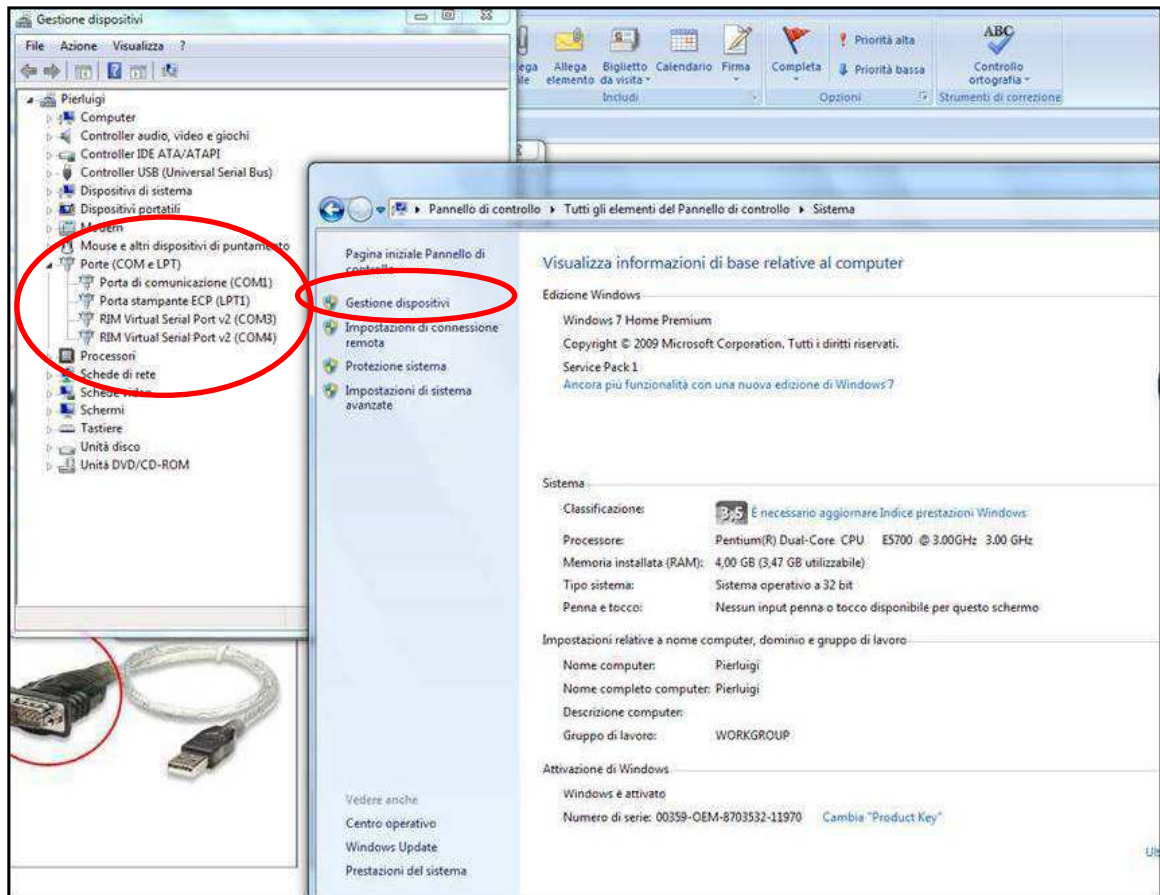 Gestione dispositivi
File Azione Visualizza ?
Pierluigi
Computer
Controller audio, video e giochi
Controller IDE ATA/ATAPI
Controller USB (Universal Serial Bus)
Dispositivi di sistema
Dispositivi portatili
Modem
Mouse e altri dispositivi di puntamento
Porte (COM e LPT)
Porta di comunicazione (COM1)
Porta stampante ECP (LPT1)
RIM Virtual Serial Port v2 (COM3)
RIM Virtual Serial Port v2 (COM4)
Processori
Schede di rete
Schede video
Schermi
Tastiere
Unità disco
Unità DVD/CD-ROM
Allega elemento
Biglietto da visita
Calendario
Firma
Includi
Completa
Priorità alta
Priorità bassa
Opzioni
ABC
Controllo ortografia
Strumenti di correzione
Pannello di controllo Tutti gli elementi del Pannello di controllo Sistema
Pagina iniziale Pannello di
controllo
Gestione dispositivi
Impostazioni di connessione
remota
Protezione sistema
Impostazioni di sistema
avanzate
Vedere anche
Centro operativo
Windows Update
Prestazioni del sistema
Visualizza informazioni di base relative al computer
Edizione Windows
Windows 7 Home Premium
Copyright © 2009 Microsoft Corporation. Tutti i diritti riservati.
Service Pack 1
Ancora più funzionalità con una nuova edizione di Windows 7
Sistema
Classificazione: 3,5 È necessario aggiornare Indice prestazioni Windows
Processore: Pentium(R) Dual-Core CPU E5700 @ 3.00GHz 3.00 GHz
Memoria installata (RAM): 4,00 GB (3,47 GB utilizzabile)
Tipo sistema: Sistema operativo a 32 bit
Penna e tocco: Nessun input penna o tocco disponibile per questo schermo
Impostazioni relative a nome computer, dominio e gruppo di lavoro
Nome computer: Pierluigi
Nome completo computer: Pierluigi
Descrizione computer:
Gruppo di lavoro: WORKGROUP
Attivazione di Windows
Windows è attivato
Numero di serie: 00359-OEM-8703532-11970 Cambia "Product Key"